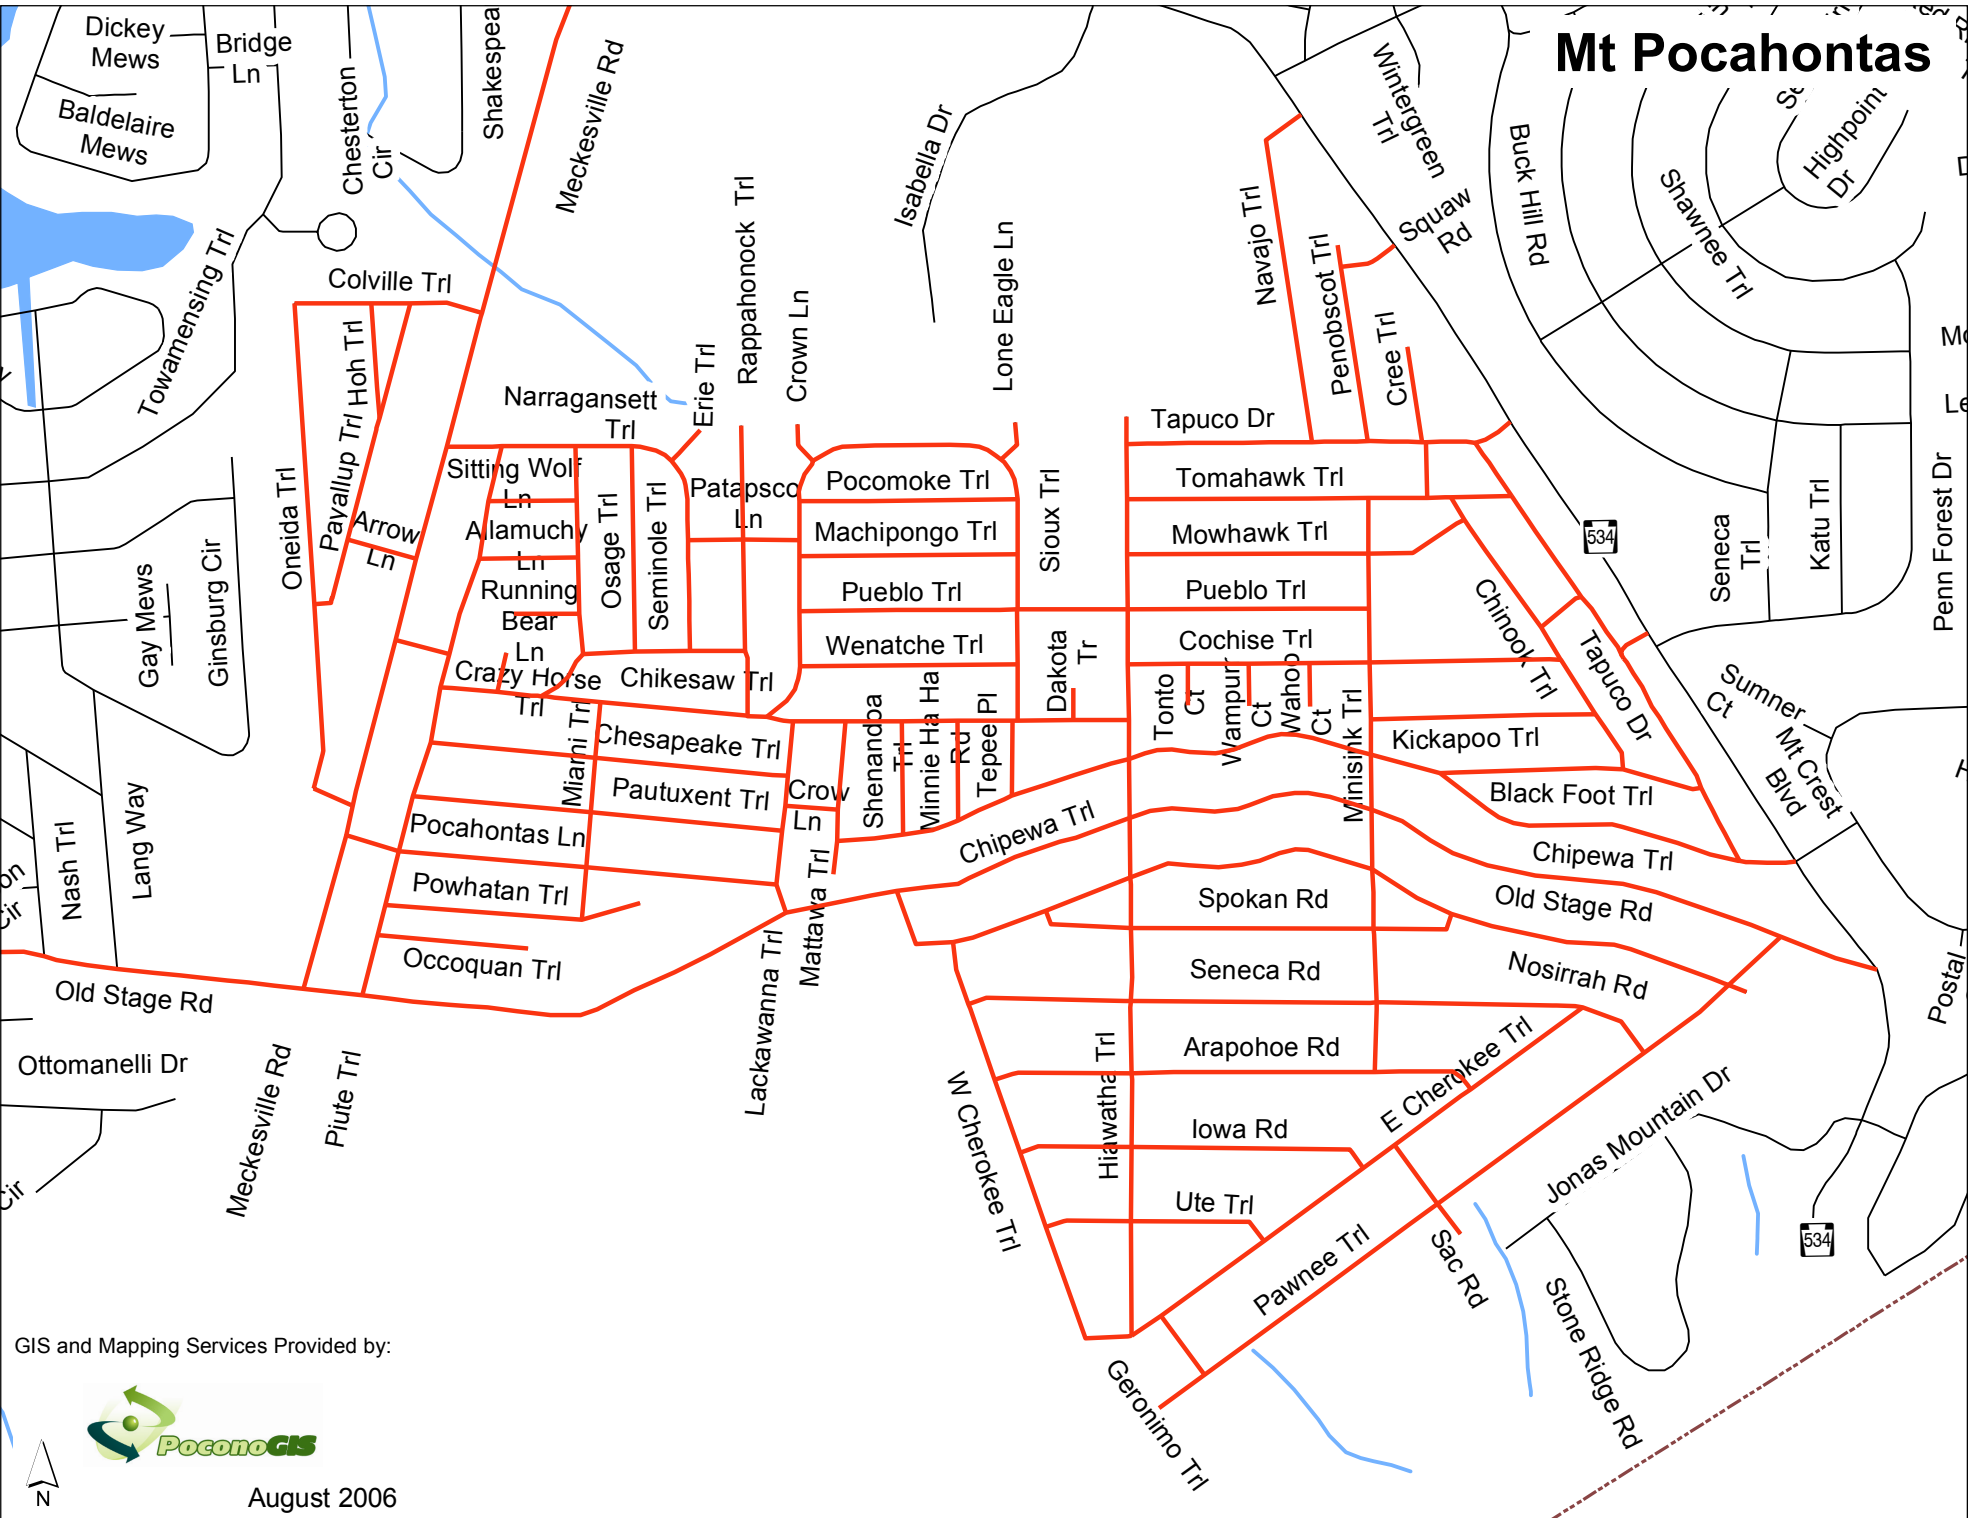 Mt Pocahontas
Dickey
Mews
Bridge
Ln
Baldelaire
Mews
Chesterton
Cir
Shakespea
Meckesville Rd
Isabella Dr
Wintergreen
Trl
Squaw
Rd
Buck Hill Rd
Shawnee Trl
Highpoint
Dr
Towamensing Trl
Colville Trl
Hoh Trl
Payallup Trl
Oneida Trl
Arrow
Ln
Narragansett
Trl
Erie Trl
Rappahonock Trl
Crown Ln
Lone Eagle Ln
Navajo Trl
Penobscot Trl
Cree Trl
Tapuco Dr
Sitting Wolf
Ln
Allamuchy
Ln
Running
Bear
Ln
Osage Trl
Seminole Trl
Patapsco
Ln
Pocomoke Trl
Machipongo Trl
Pueblo Trl
Wenatche Trl
Sioux Trl
Tomahawk Trl
Mowhawk Trl
Pueblo Trl
Cochise Trl
Chinook Trl
Tapuco Dr
534
Seneca
Trl
Katu Trl
Penn Forest Dr
Gay Mews
Ginsburg Cir
Crazy Horse
Trl
Chikesaw Trl
Miami Trl
Chesapeake Trl
Pautuxent Trl
Crow
Ln
Shenandoa
Trl
Minnie Ha Ha
Rd
Tepee Pl
Dakota
Tr
Tonto
Ct
Wampum
Ct
Wahoo
Ct
Minisink Trl
Kickapoo Trl
Black Foot Trl
Sumner
Ct
Mt Crest
Blvd
Nash Trl
Lang Way
Pocahontas Ln
Powhatan Trl
Occoquan Trl
Chipewa Trl
Chipewa Trl
Old Stage Rd
Spokan Rd
Seneca Rd
Nosirrah Rd
Postal
on
Cir
Old Stage Rd
Ottomanelli Dr
Cir
Meckesville Rd
Piute Trl
Lackawanna Trl
Mattawa Trl
W Cherokee Trl
Hiawatha Trl
Arapohoe Rd
E Cherokee Trl
Iowa Rd
Ute Trl
Pawnee Trl
Sac Rd
Jonas Mountain Dr
534
Stone Ridge Rd
Geronimo Trl
GIS and Mapping Services Provided by:
PoconoGIS
N
August 2006